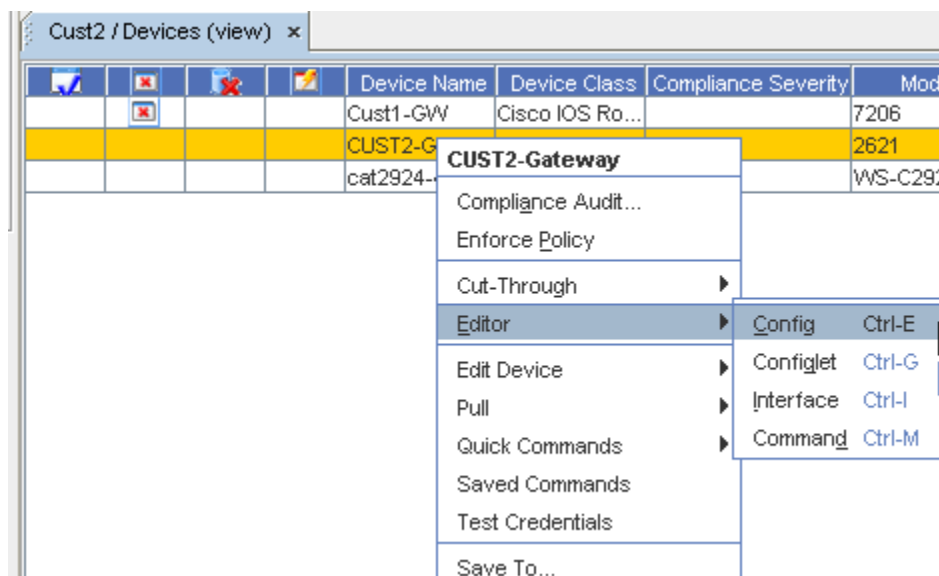 Cust2 / Devices (view) ×
Device Name Device Class Compliance Severity
Cust1-GW Cisco IOS Ro... 7206
2621
CUST2-Gateway
Compliance Audit...
Enforce Policy
Cut-Through
Editor
Config Ctrl-E
Configlet Ctrl-G
Interface Ctrl-I
Command Ctrl-M
Edit Device
Pull
Quick Commands
Saved Commands
Test Credentials
Save To...